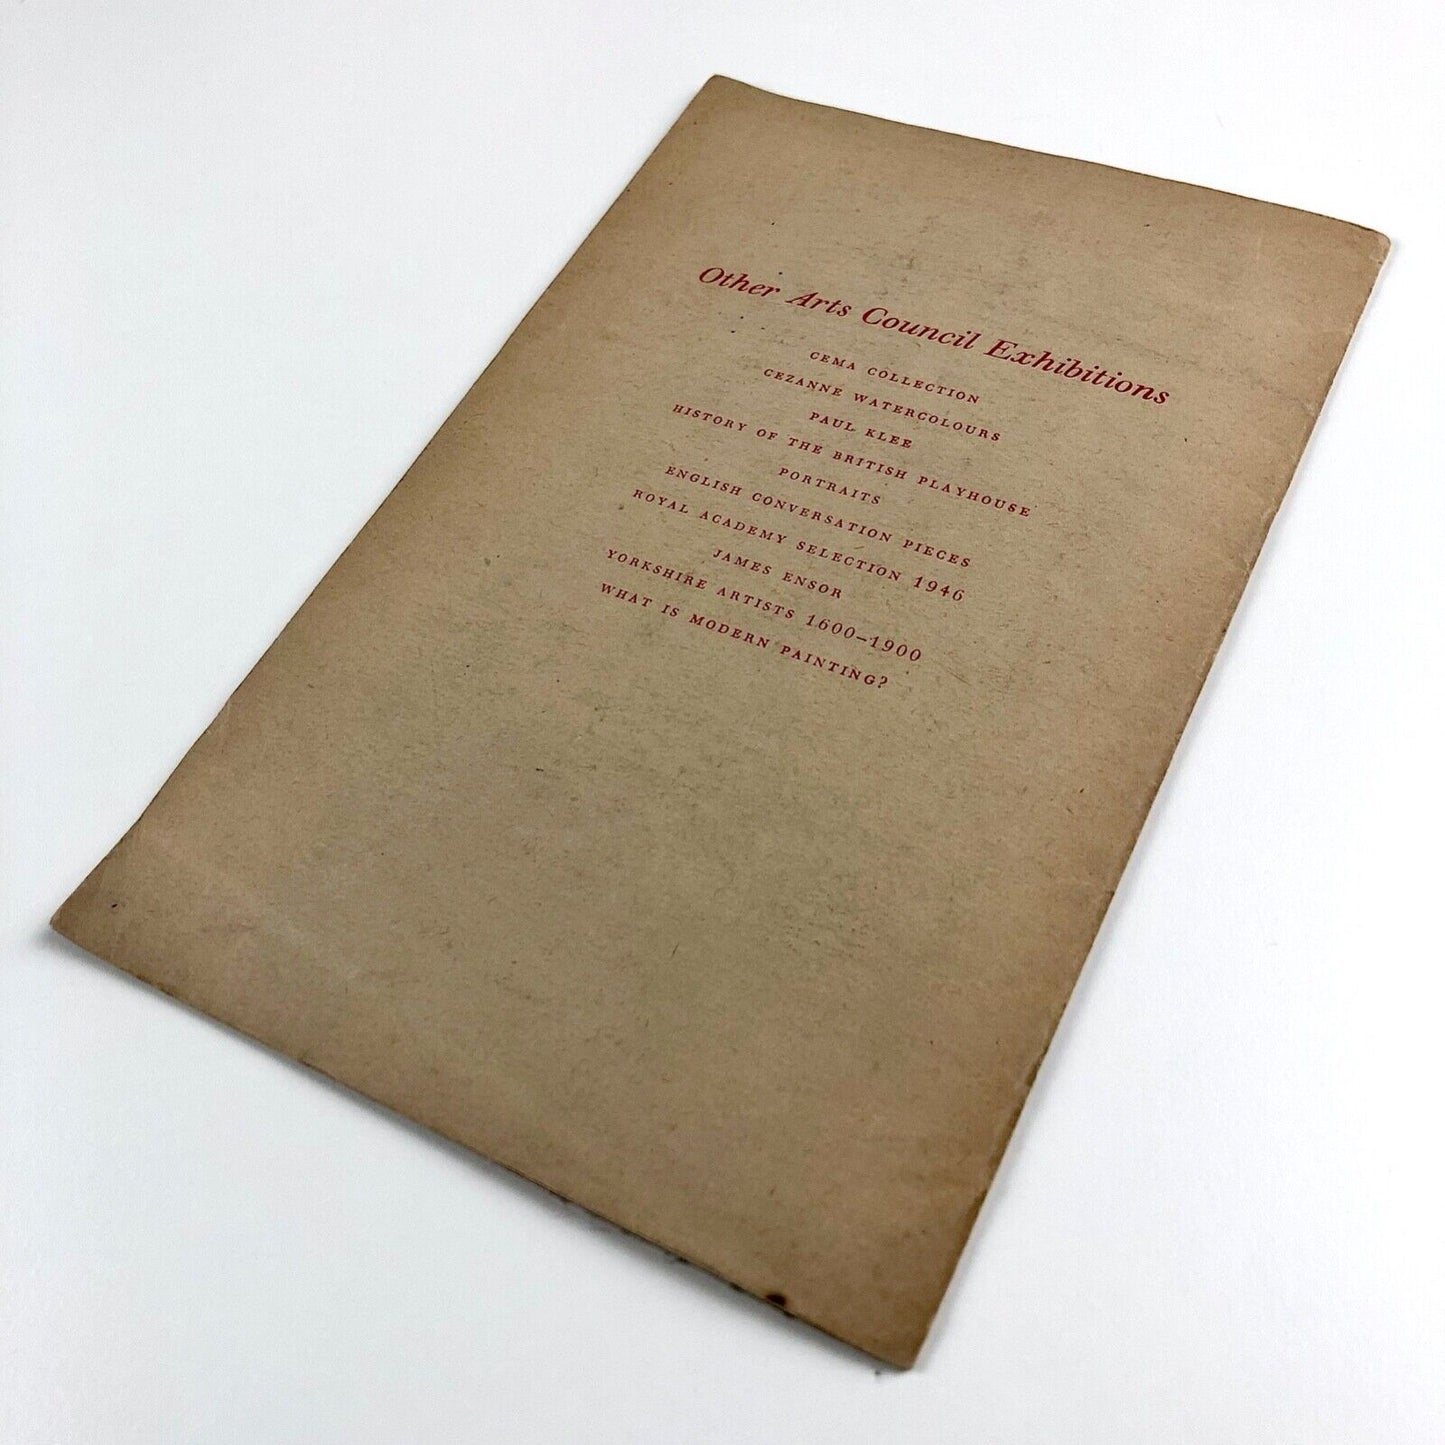 Other Arts Council Exhibitions
CEMA COLLECTION
CEZANNE WATERCOLOURS
PAUL KLEE
HISTORY OF THE BRITISH PLAYHOUSE
PORTRAITS
ENGLISH CONVERSATION PIECES
ROYAL ACADEMY SELECTION 1946
JAMES ENSOR
YORKSHIRE ARTISTS 1600–1900
WHAT IS MODERN PAINTING?